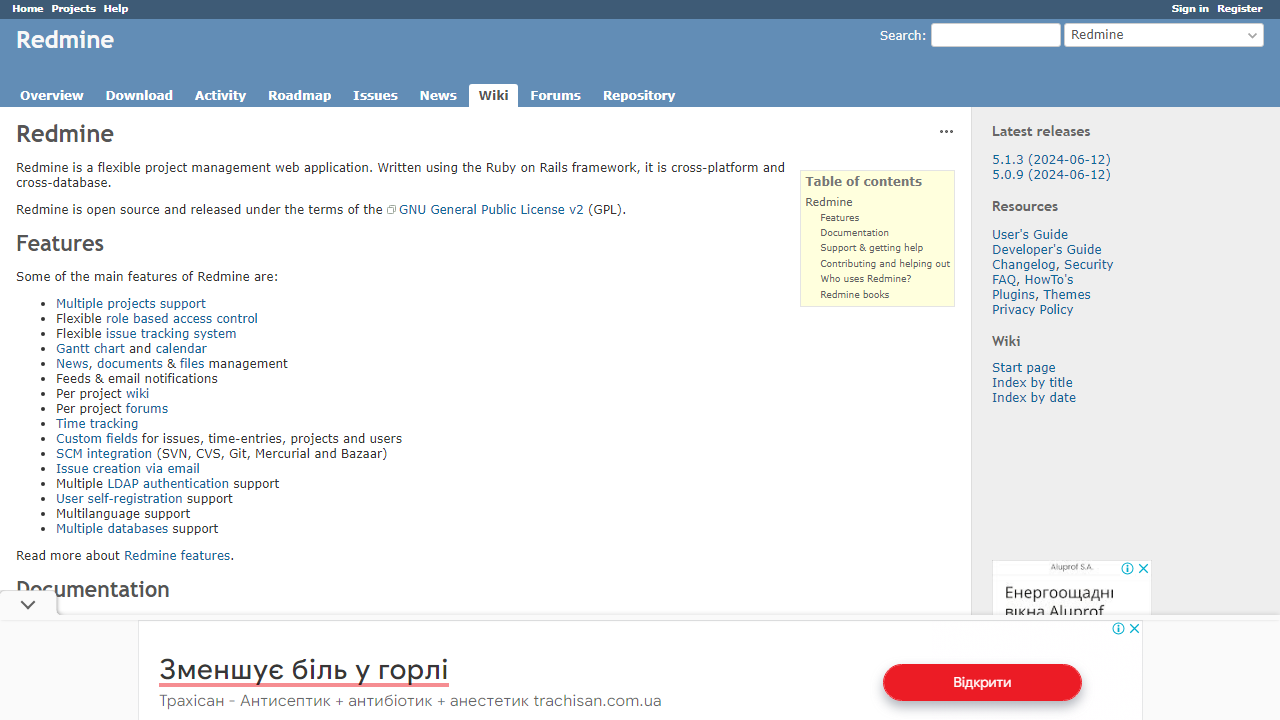 Home Projects Help Sign in Register
Redmine
Search: Redmine
Overview Download Activity Roadmap Issues News Wiki Forums Repository
Redmine
Redmine is a flexible project management web application. Written using the Ruby on Rails framework, it is cross-platform and
cross-database.
Redmine is open source and released under the terms of the GNU General Public License v2 (GPL).
Table of contents
Redmine
Features
Documentation
Support & getting help
Contributing and helping out
Who uses Redmine?
Redmine books
Features
Some of the main features of Redmine are:
• Multiple projects support
• Flexible role based access control
• Flexible issue tracking system
• Gantt chart and calendar
• News, documents & files management
• Feeds & email notifications
• Per project wiki
• Per project forums
• Time tracking
• Custom fields for issues, time-entries, projects and users
• SCM integration (SVN, CVS, Git, Mercurial and Bazaar)
• Issue creation via email
• Multiple LDAP authentication support
• User self-registration support
• Multilanguage support
• Multiple databases support
Read more about Redmine features.
Documentation
Latest releases
5.1.3 (2024-06-12)
5.0.9 (2024-06-12)
Resources
User's Guide
Developer's Guide
Changelog, Security
FAQ, HowTo's
Plugins, Themes
Privacy Policy
Wiki
Start page
Index by title
Index by date
Aluprof S.A.
Енергоощадні
вікна Aluprof
Зменшує біль у горлі
Трахісан - Антисептик + антибіотик + анестетик trachisan.com.ua
Відкрити